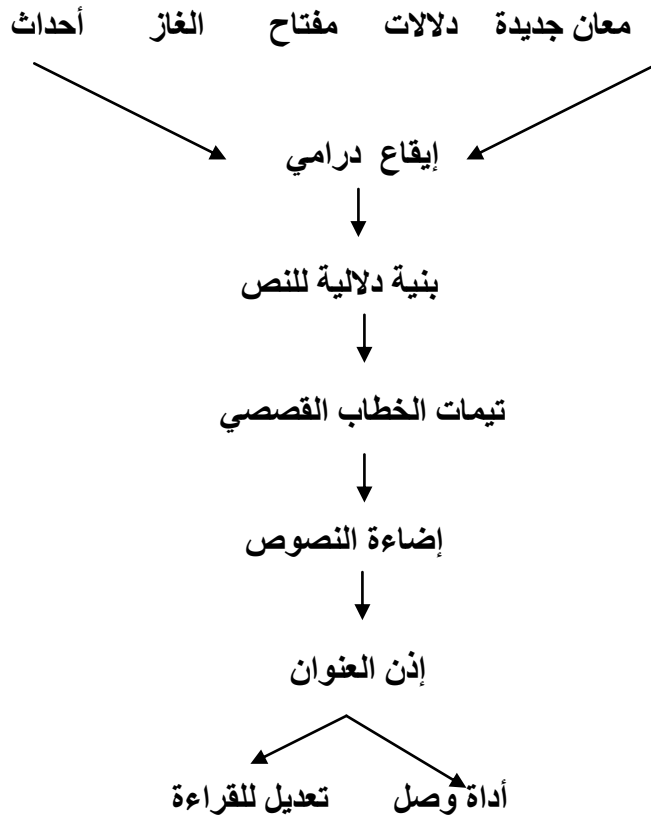 معان جديدة دلالات مفتاح الغاز أحداث
إيقاع درامي
بنية دلالية للنص
تيمات الخطاب القصصي
إضاءة النصوص
إذن العنوان
أداة وصل تعديل للقراءة